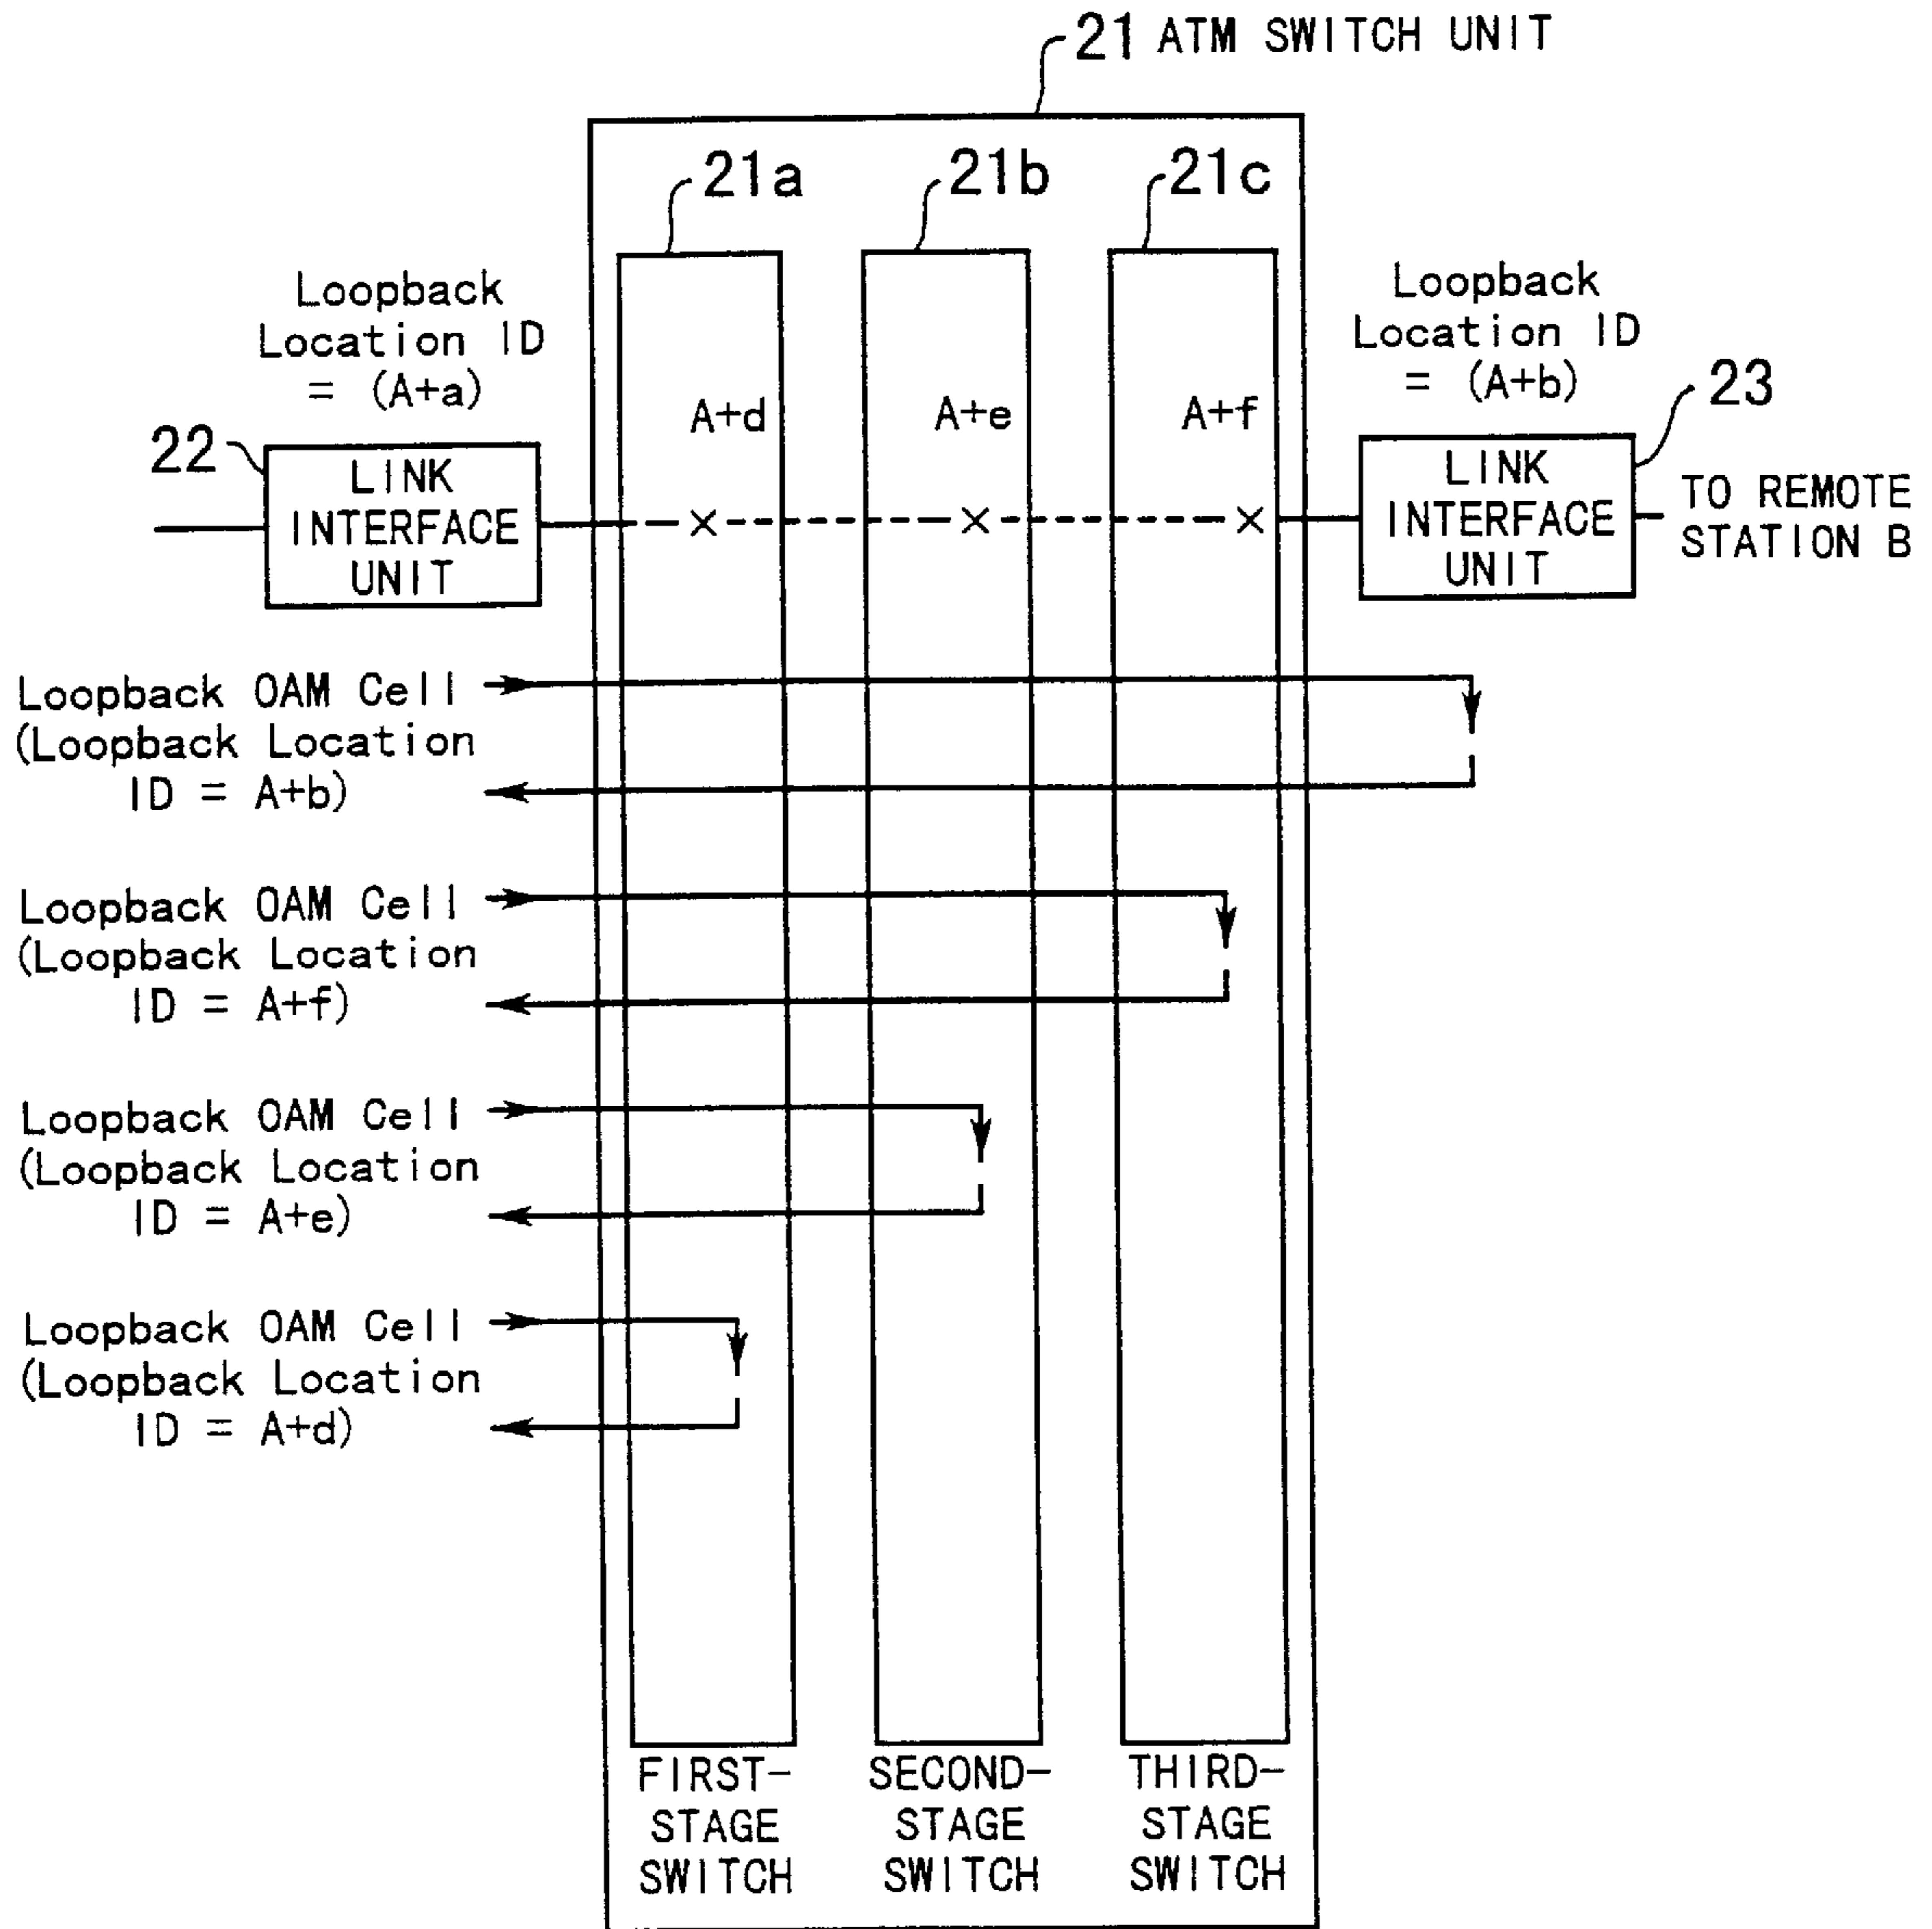 21 ATM SWITCH UNIT
21a
21b
21c
Loopback
Location ID
= (A+a)
Loopback
Location ID
= (A+b)
A+d
A+e
A+f
22
23
LINK
INTERFACE
UNIT
LINK
INTERFACE
UNIT
TO REMOTE
STATION B
Loopback OAM Cell
(Loopback Location
ID = A+b)
Loopback OAM Cell
(Loopback Location
ID = A+f)
Loopback OAM Cell
(Loopback Location
ID = A+e)
Loopback OAM Cell
(Loopback Location
ID = A+d)
FIRST-
STAGE
SWITCH
SECOND-
STAGE
SWITCH
THIRD-
STAGE
SWITCH